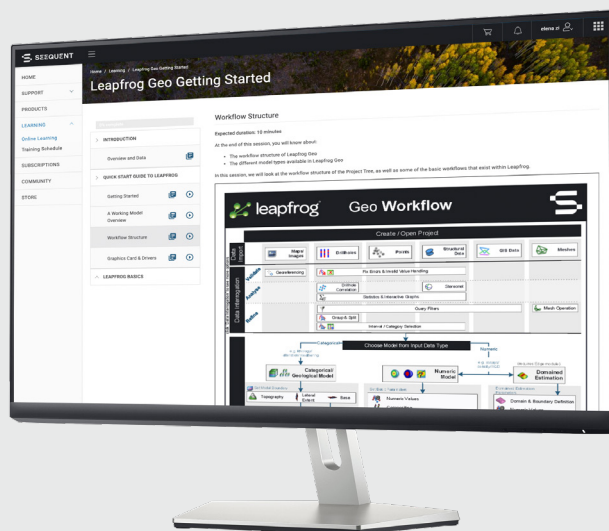 SEEQUENT
elena z
HOME
SUPPORT
PRODUCTS
LEARNING
Online Learning
Training Schedule
SUBSCRIPTIONS
COMMUNITY
STORE
Home / Learning / Leapfrog Geo Getting Started
Leapfrog Geo Getting Started
INTRODUCTION
Overview and Data
QUICK START GUIDE TO LEAPFROG
Getting Started
A Working Model
Overview
Workflow Structure
Graphics Card & Drivers
LEAPFROG BASICS
Workflow Structure
Expected duration: 10 minutes
At the end of this session, you will know about:
• The workflow structure of Leapfrog Geo
• The different model types available in Leapfrog Geo
In this session, we will look at the workflow structure of the Project Tree, as well as some of the basic workflows that exist within Leapfrog.
leapfrog Geo Workflow
Create / Open Project
Data Import
Maps/
Images
Drillholes
Points
Structural
Data
GIS Data
Meshes
Data Interrogation
Validate
Georeferencing
Fix Errors & Invalid Value Handling
Analyse
Drillhole
Correlation
Stereonet
Statistics & Interactive Graphs
Refine
Query Filters
Mesh Operation
Group & Split
Interval / Category Selection
Categorical
Choose Model from Input Data Type
Numeric
Categorical/
Geological Model
Numeric
Model
Domained
Estimation
Topography
Lateral
Extent
Base
Numeric Values
Domain & Boundary Definition